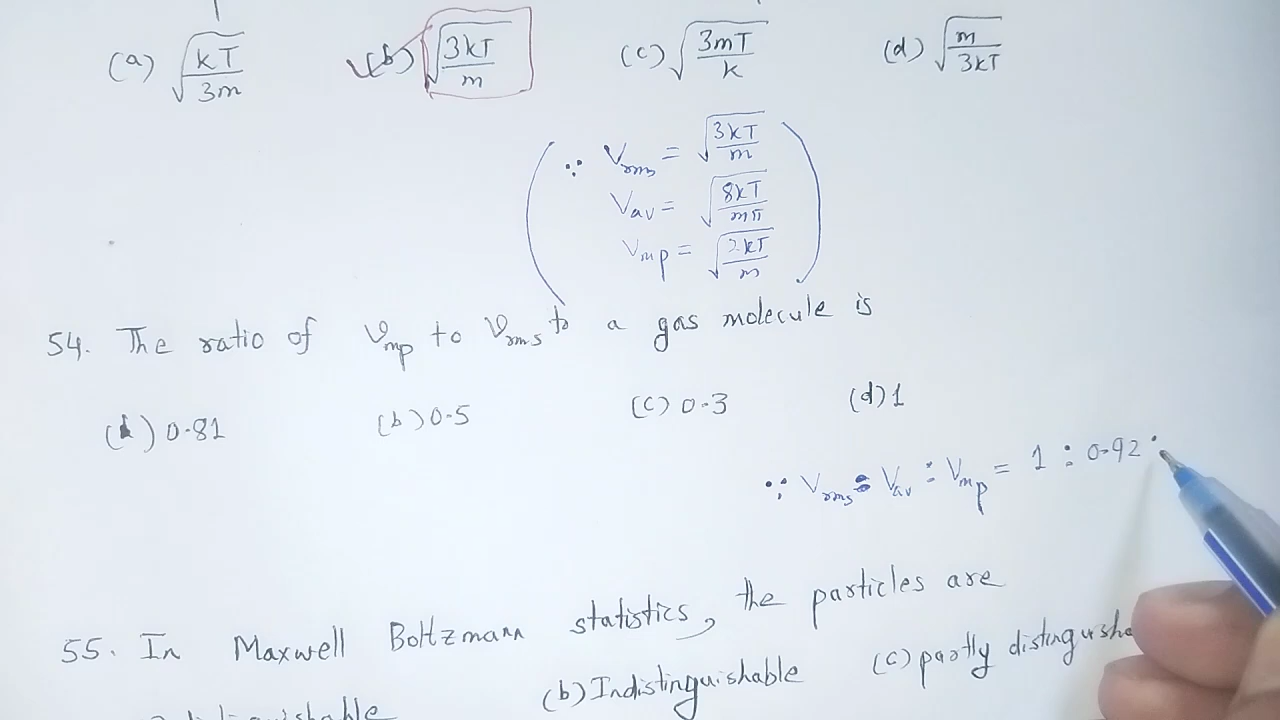 (a) √(kT/3m) (b) √(3kT/m) (c) √(3mT/k) (d) √(m/3kT)
∵ Vrms = √(3kT/m)
Vav = √(8kT/mπ)
Vmp = √(2kT/m)
54. The ratio of Vmp to Vrms to a gas molecule is
( ) 0.81 (b) 0.5 (c) 0.3 (d) 1
∵ Vrms : Vav : Vmp = 1 : 0.92 :
55. In Maxwell Boltzmann statistics, the particles are
(b) Indistinguishable (c) partly